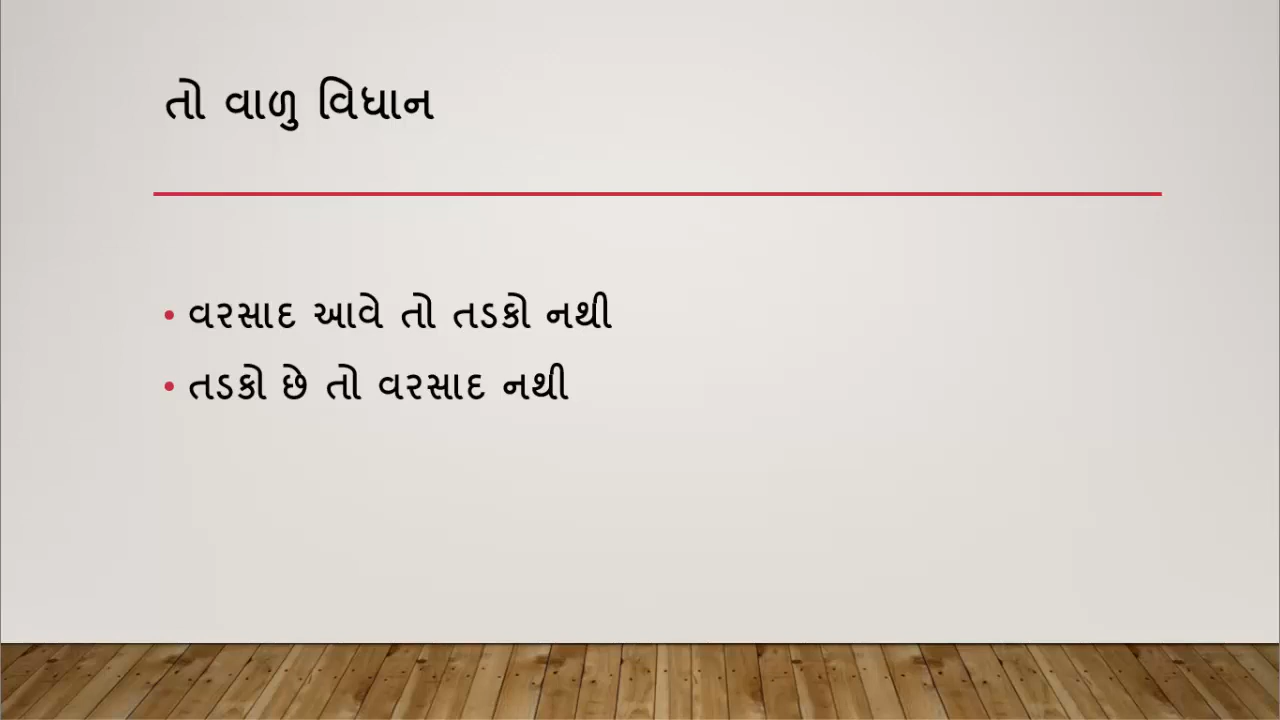 તો વાળુ વિધાન
• વરસાદ આવે તો તડકો નથી
• તડકો છે તો વરસાદ નથી